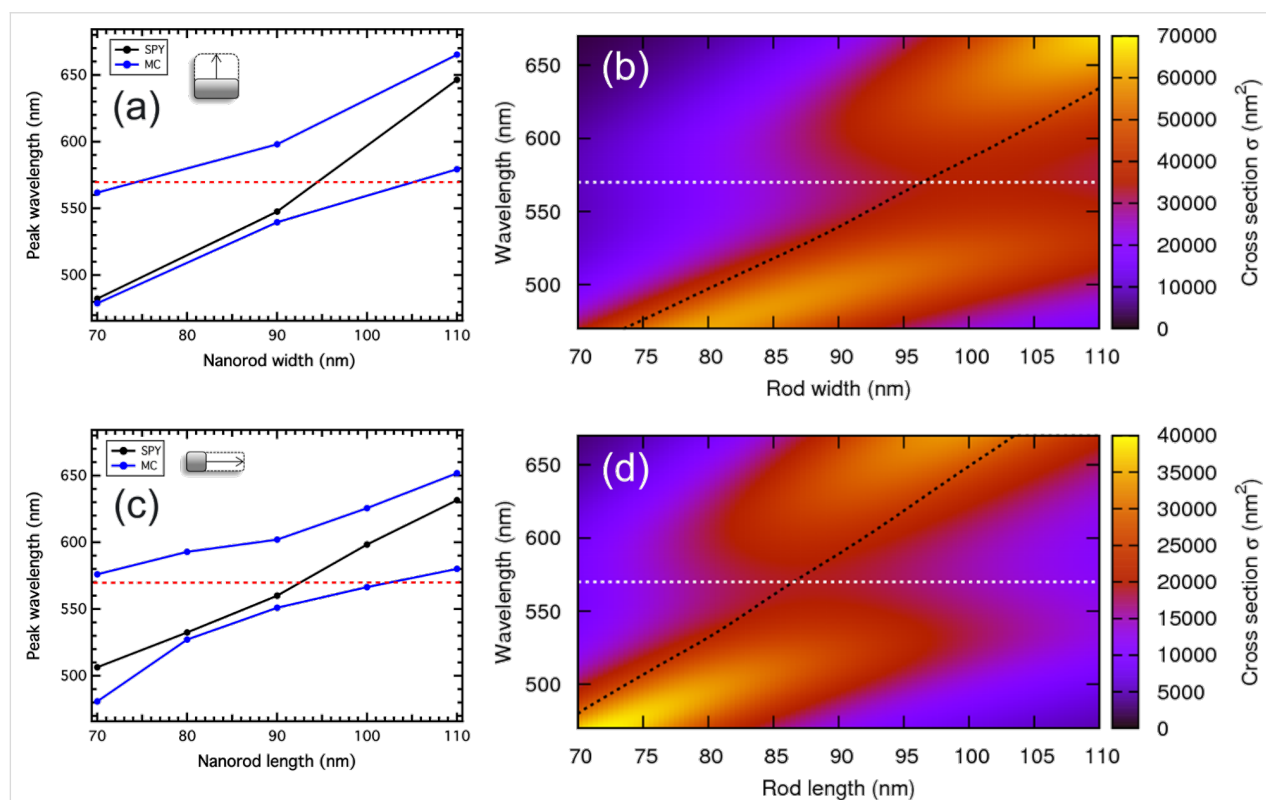 SPY
MC
(a)
Peak wavelength (nm)
650
600
550
500
70 80 90 100 110
Nanorod width (nm)
(b)
Wavelength (nm)
650
600
550
500
70 75 80 85 90 95 100 105 110
Rod width (nm)
70000
60000
50000
40000
30000
20000
10000
0
Cross section σ (nm²)
SPY
MC
(c)
Peak wavelength (nm)
650
600
550
500
70 80 90 100 110
Nanorod length (nm)
(d)
Wavelength (nm)
650
600
550
500
70 75 80 85 90 95 100 105 110
Rod length (nm)
40000
35000
30000
25000
20000
15000
10000
5000
0
Cross section σ (nm²)